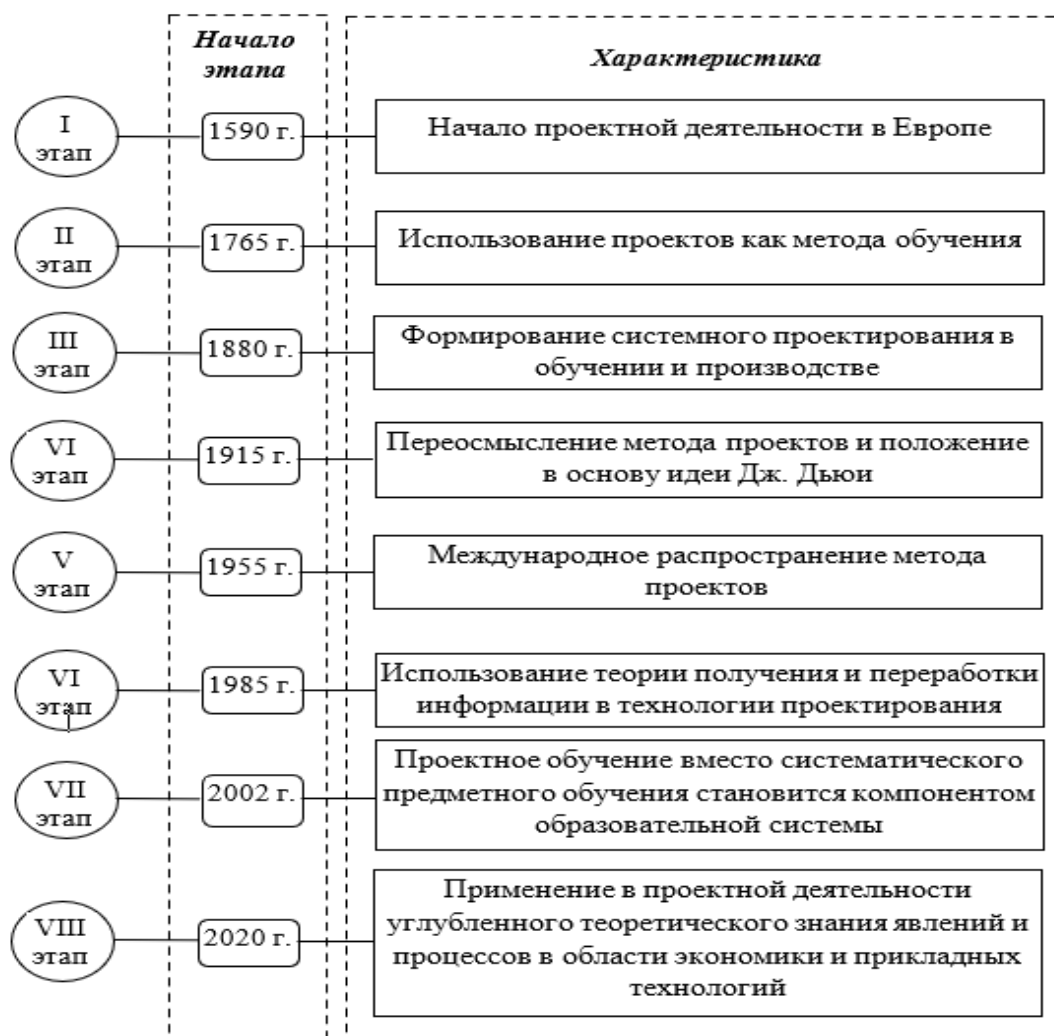 Начало
этапа
Характеристика
I
этап
1590 г.
Начало проектной деятельности в Европе
II
этап
1765 г.
Использование проектов как метода обучения
III
этап
1880 г.
Формирование системного проектирования в
обучении и производстве
VI
этап
1915 г.
Переосмысление метода проектов и положение
в основу идеи Дж. Дьюи
V
этап
1955 г.
Международное распространение метода
проектов
VI
этап
1985 г.
Использование теории получения и переработки
информации в технологии проектирования
VII
этап
2002 г.
Проектное обучение вместо систематического
предметного обучения становится компонентом
образовательной системы
VIII
этап
2020 г.
Применение в проектной деятельности
углубленного теоретического знания явлений и
процессов в области экономики и прикладных
технологий